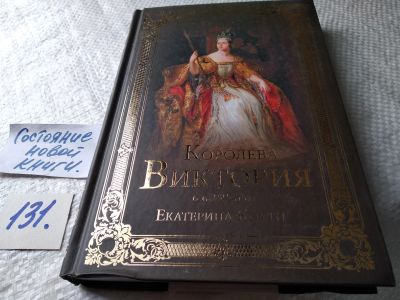 Состояние
новой
книги.
131.
Королева
Виктория
Екатерина